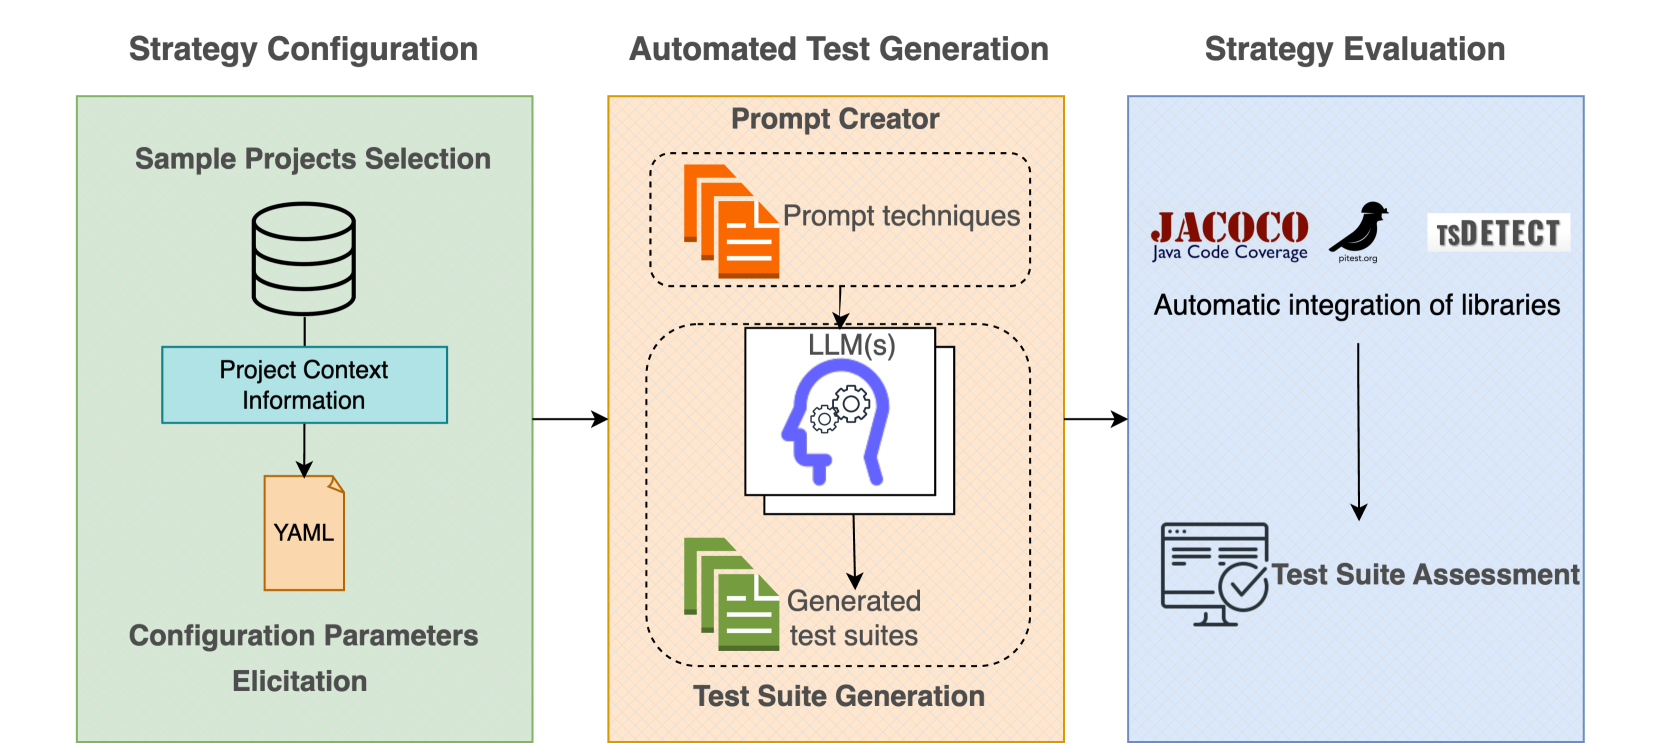 Strategy Configuration
Automated Test Generation
Strategy Evaluation
Sample Projects Selection
Project Context
Information
YAML
Configuration Parameters
Elicitation
Prompt Creator
Prompt techniques
LLM(s)
Generated
test suites
Test Suite Generation
JACOCO
Java Code Coverage
pitest.org
TSDETECT
Automatic integration of libraries
Test Suite Assessment